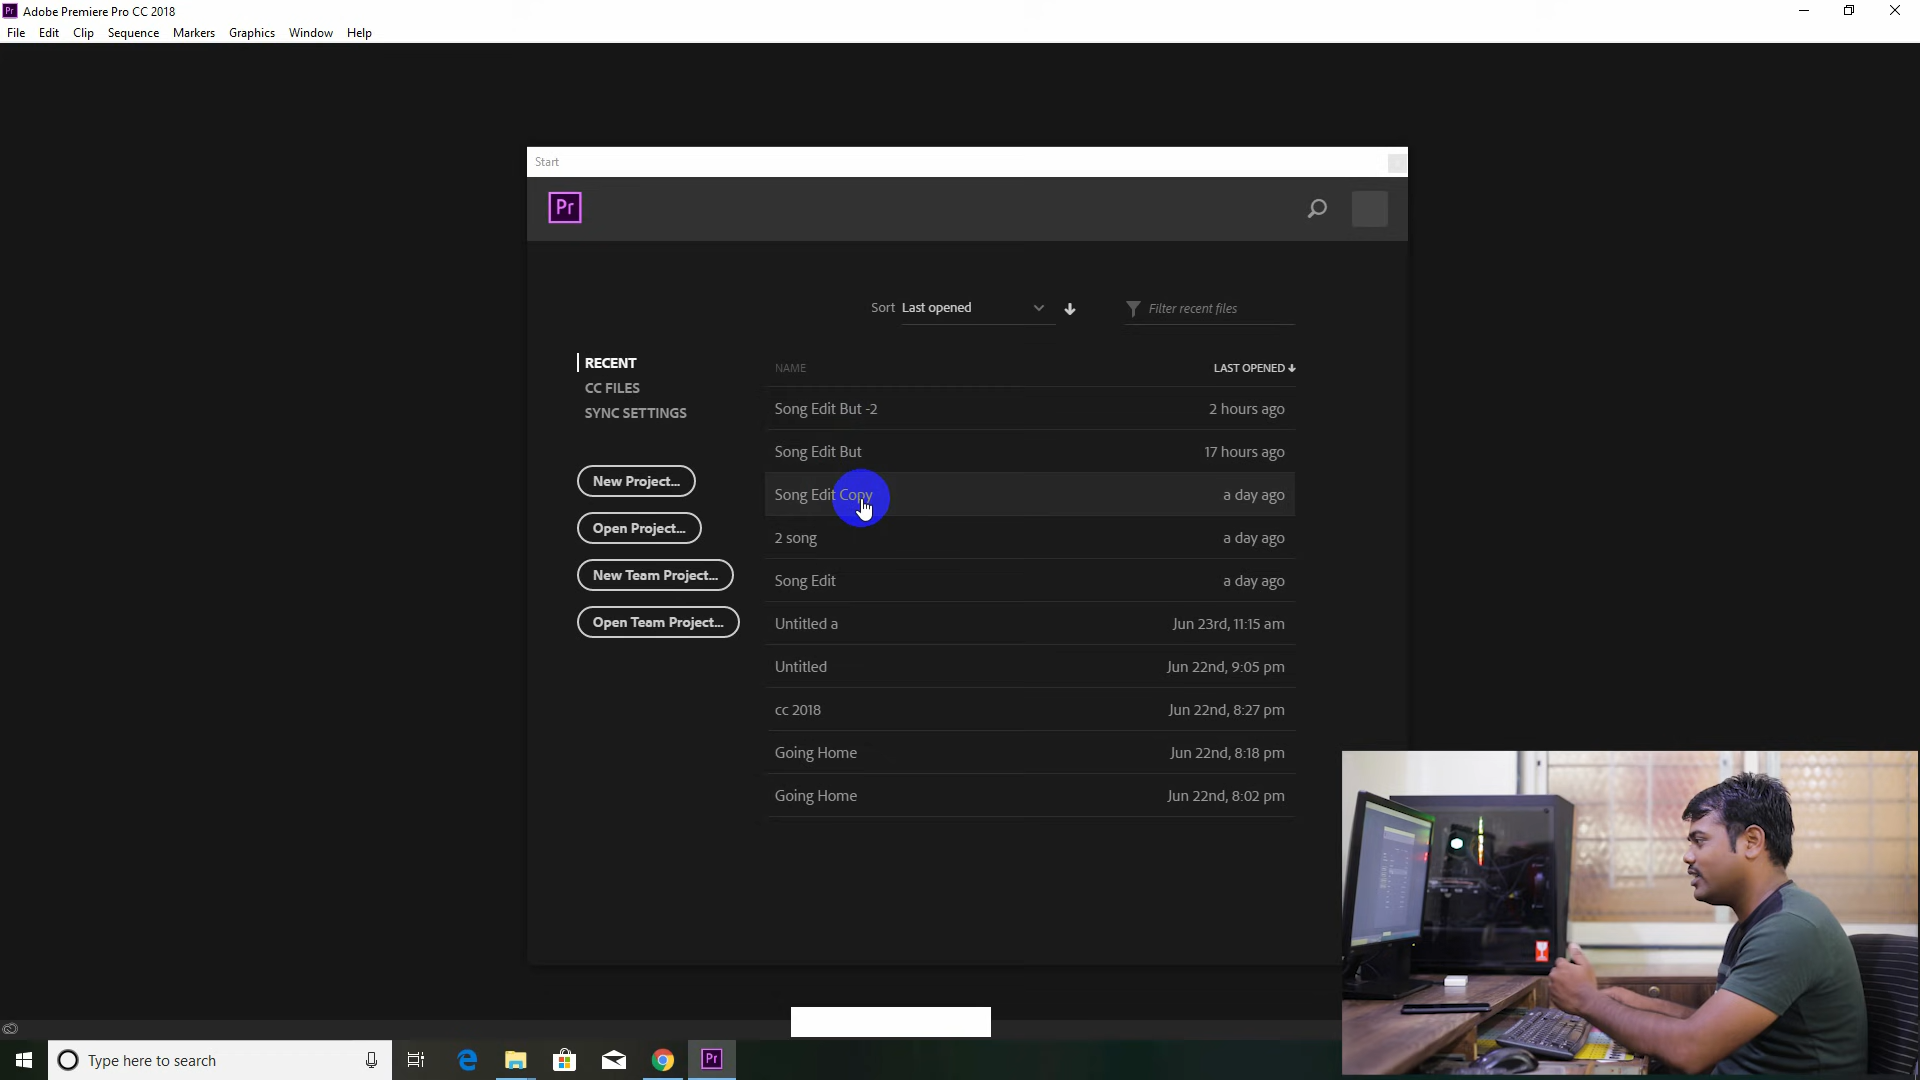 Pr Adobe Premiere Pro CC 2018
File Edit Clip Sequence Markers Graphics Window Help
Start
Pr
Sort Last opened Filter recent files
RECENT
CC FILES
SYNC SETTINGS
New Project...
Open Project...
New Team Project...
Open Team Project...
NAME LAST OPENED
Song Edit But -2 2 hours ago
Song Edit But 17 hours ago
Song Edit Copy a day ago
2 song a day ago
Song Edit a day ago
Untitled a Jun 23rd, 11:15 am
Untitled Jun 22nd, 9:05 pm
cc 2018 Jun 22nd, 8:27 pm
Going Home Jun 22nd, 8:18 pm
Going Home Jun 22nd, 8:02 pm
Type here to search
Pr